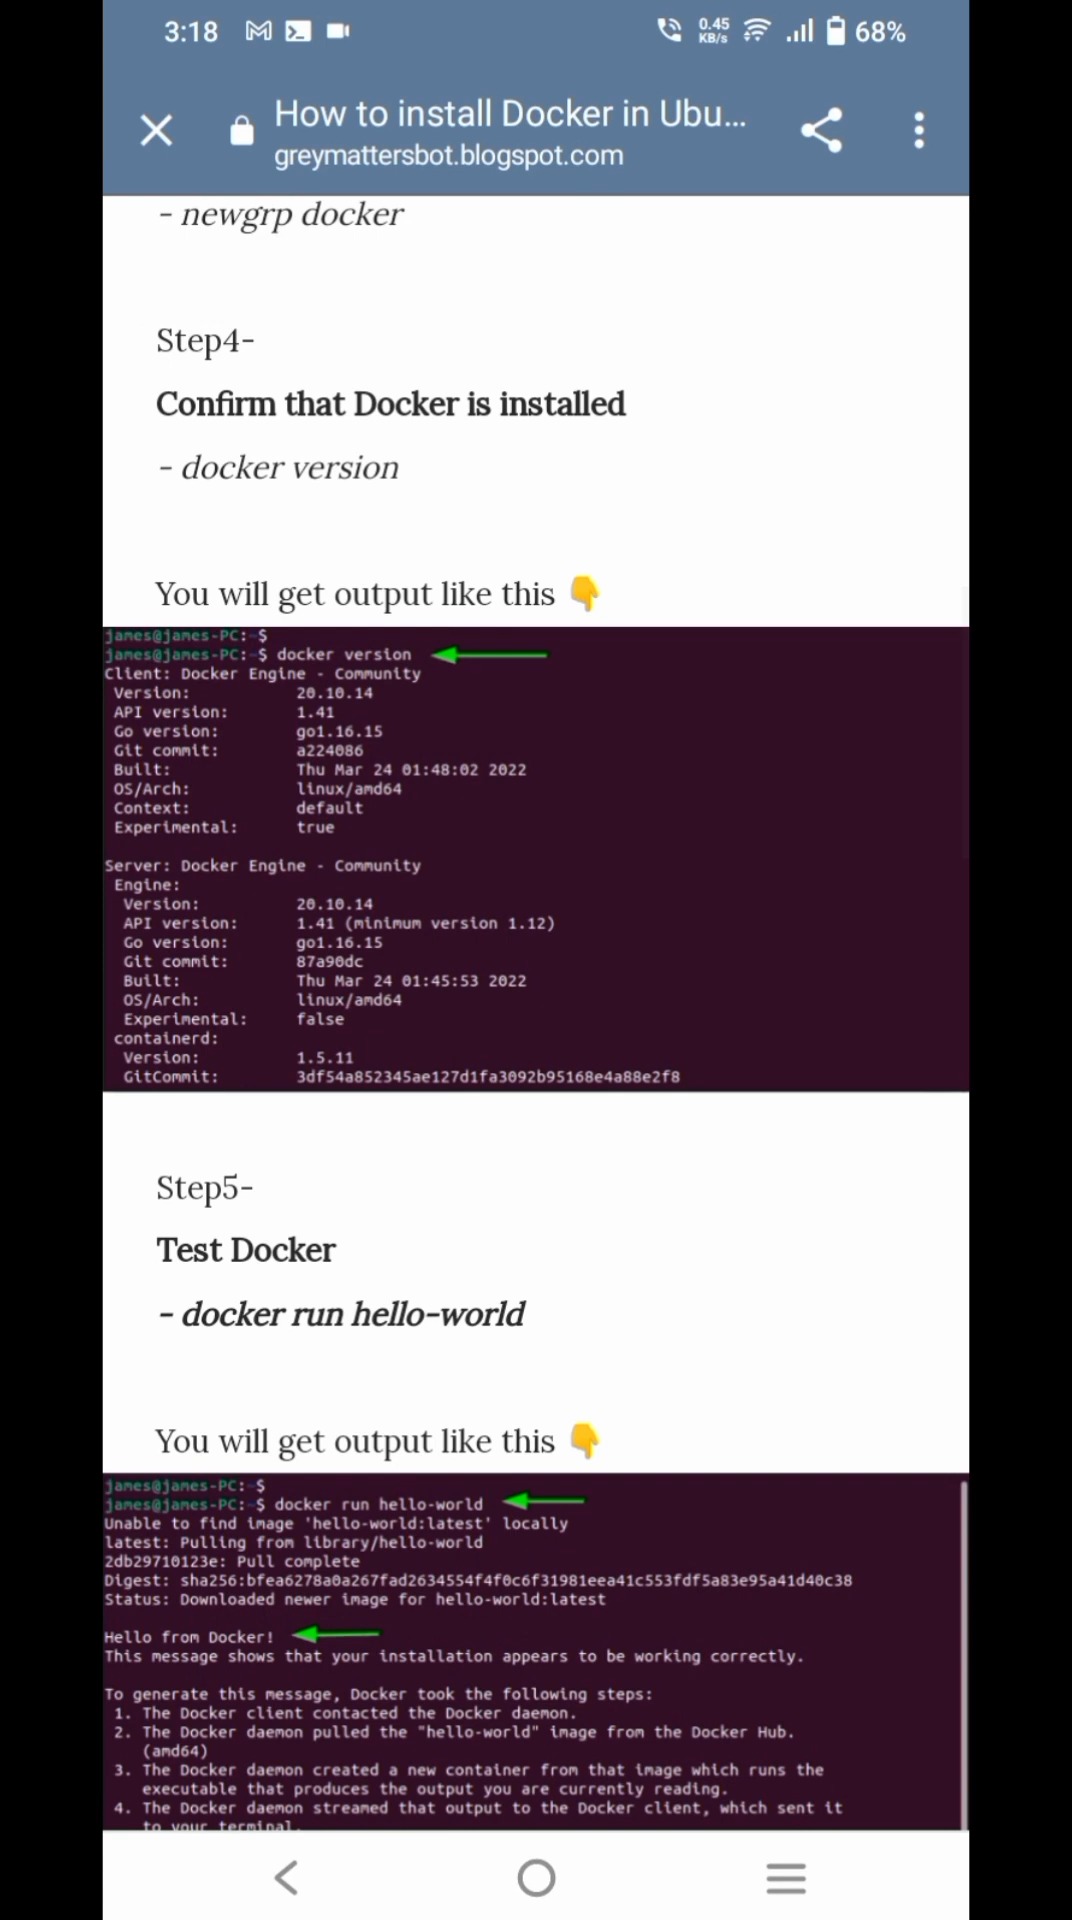 3:18 0.45 KB/s 68%
How to install Docker in Ubu...
greymattersbot.blogspot.com
- newgrp docker
Step4-
Confirm that Docker is installed
- docker version
You will get output like this 👇
james@james-PC:~$
james@james-PC:~$ docker version
Client: Docker Engine - Community
Version: 20.10.14
API version: 1.41
Go version: go1.16.15
Git commit: a224086
Built: Thu Mar 24 01:48:02 2022
OS/Arch: linux/amd64
Context: default
Experimental: true
Server: Docker Engine - Community
Engine:
Version: 20.10.14
API version: 1.41 (minimum version 1.12)
Go version: go1.16.15
Git commit: 87a90dc
Built: Thu Mar 24 01:45:53 2022
OS/Arch: linux/amd64
Experimental: false
containerd:
Version: 1.5.11
GitCommit: 3df54a852345ae127d1fa3092b95168e4a88e2f8
Step5-
Test Docker
- docker run hello-world
You will get output like this 👇
james@james-PC:~$
james@james-PC:~$ docker run hello-world
Unable to find image 'hello-world:latest' locally
latest: Pulling from library/hello-world
2db29710123e: Pull complete
Digest: sha256:bfea6278a0a267fad2634554f4f0c6f31981eea41c553fdf5a83e95a41d40c38
Status: Downloaded newer image for hello-world:latest
Hello from Docker!
This message shows that your installation appears to be working correctly.
To generate this message, Docker took the following steps:
1. The Docker client contacted the Docker daemon.
2. The Docker daemon pulled the "hello-world" image from the Docker Hub.
(amd64)
3. The Docker daemon created a new container from that image which runs the
executable that produces the output you are currently reading.
4. The Docker daemon streamed that output to the Docker client, which sent it
to your terminal.